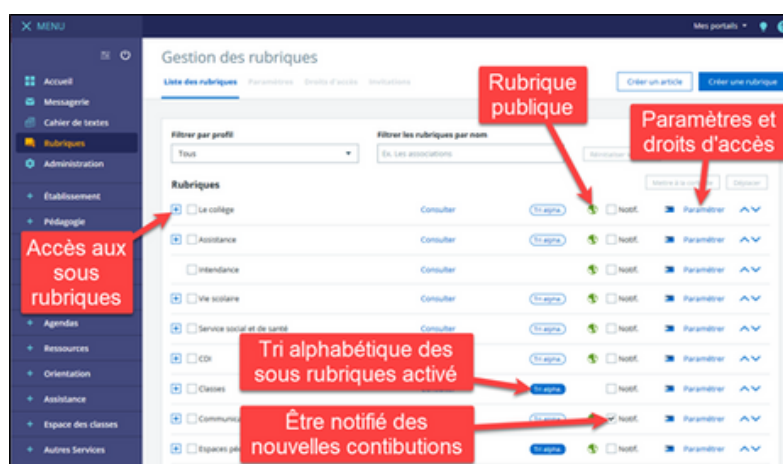 MENU
Mes portails
Accueil
Messagerie
Cahier de textes
Rubriques
Administration
Établissement
Pédagogie
Agendas
Ressources
Orientation
Assistance
Espace des classes
Autres Services
Gestion des rubriques
Liste des rubriques Paramètres Droits d'accès Invitations
Créer un article Créer une rubrique
Rubrique
publique
Paramètres et
droits d'accès
Filtrer par profil
Filtrer les rubriques par nom
Tous
Ex. Les associations
Rubriques
Déplacer
Le collège Consulter Tri alpha. Notif. Paramétrer
Assistance Consulter Tri alpha. Notif. Paramétrer
Intendance Consulter Notif. Paramétrer
Vie scolaire Consulter Tri alpha. Notif. Paramétrer
Service social et de santé Consulter Tri alpha. Notif. Paramétrer
CDI Tri alpha. Notif. Paramétrer
Classes Tri alpha. Notif. Paramétrer
Notif. Paramétrer
Espaces Tri alpha. Notif. Paramétrer
Accès aux
sous
rubriques
Tri alphabétique des
sous rubriques activé
Être notifié des
nouvelles contibutions